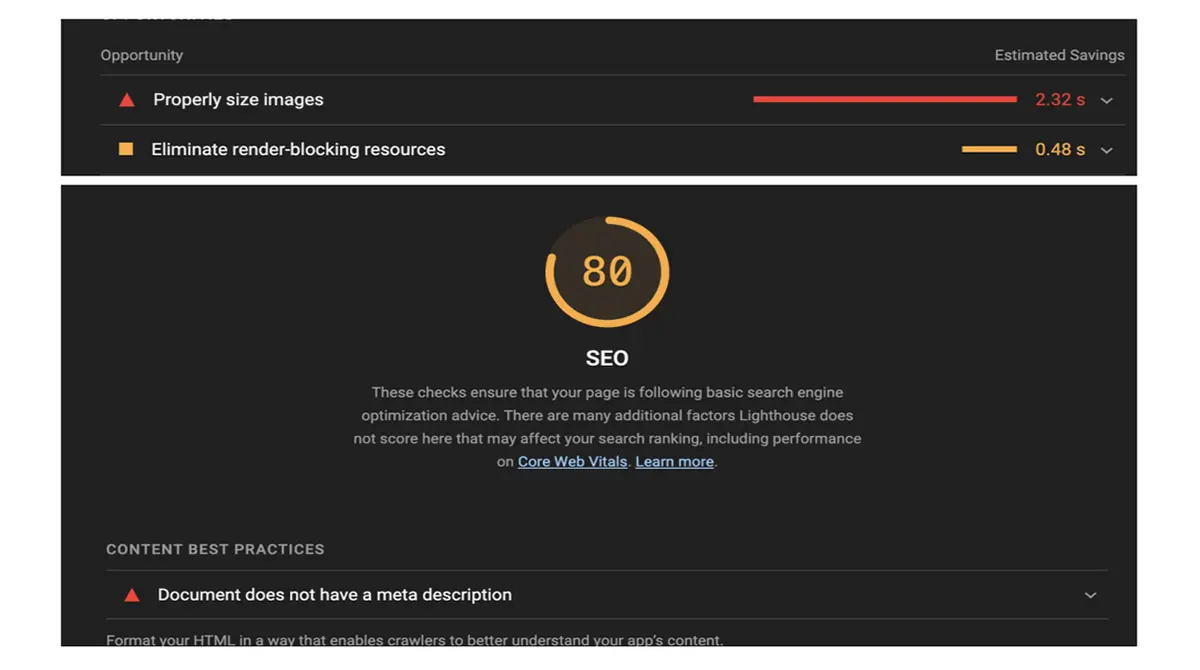 Opportunity
Estimated Savings
Properly size images
2.32 s
Eliminate render-blocking resources
0.48 s
80
SEO
These checks ensure that your page is following basic search engine
optimization advice. There are many additional factors Lighthouse does
not score here that may affect your search ranking, including performance
on Core Web Vitals. Learn more.
CONTENT BEST PRACTICES
Document does not have a meta description
Format your HTML in a way that enables crawlers to better understand your app's content.